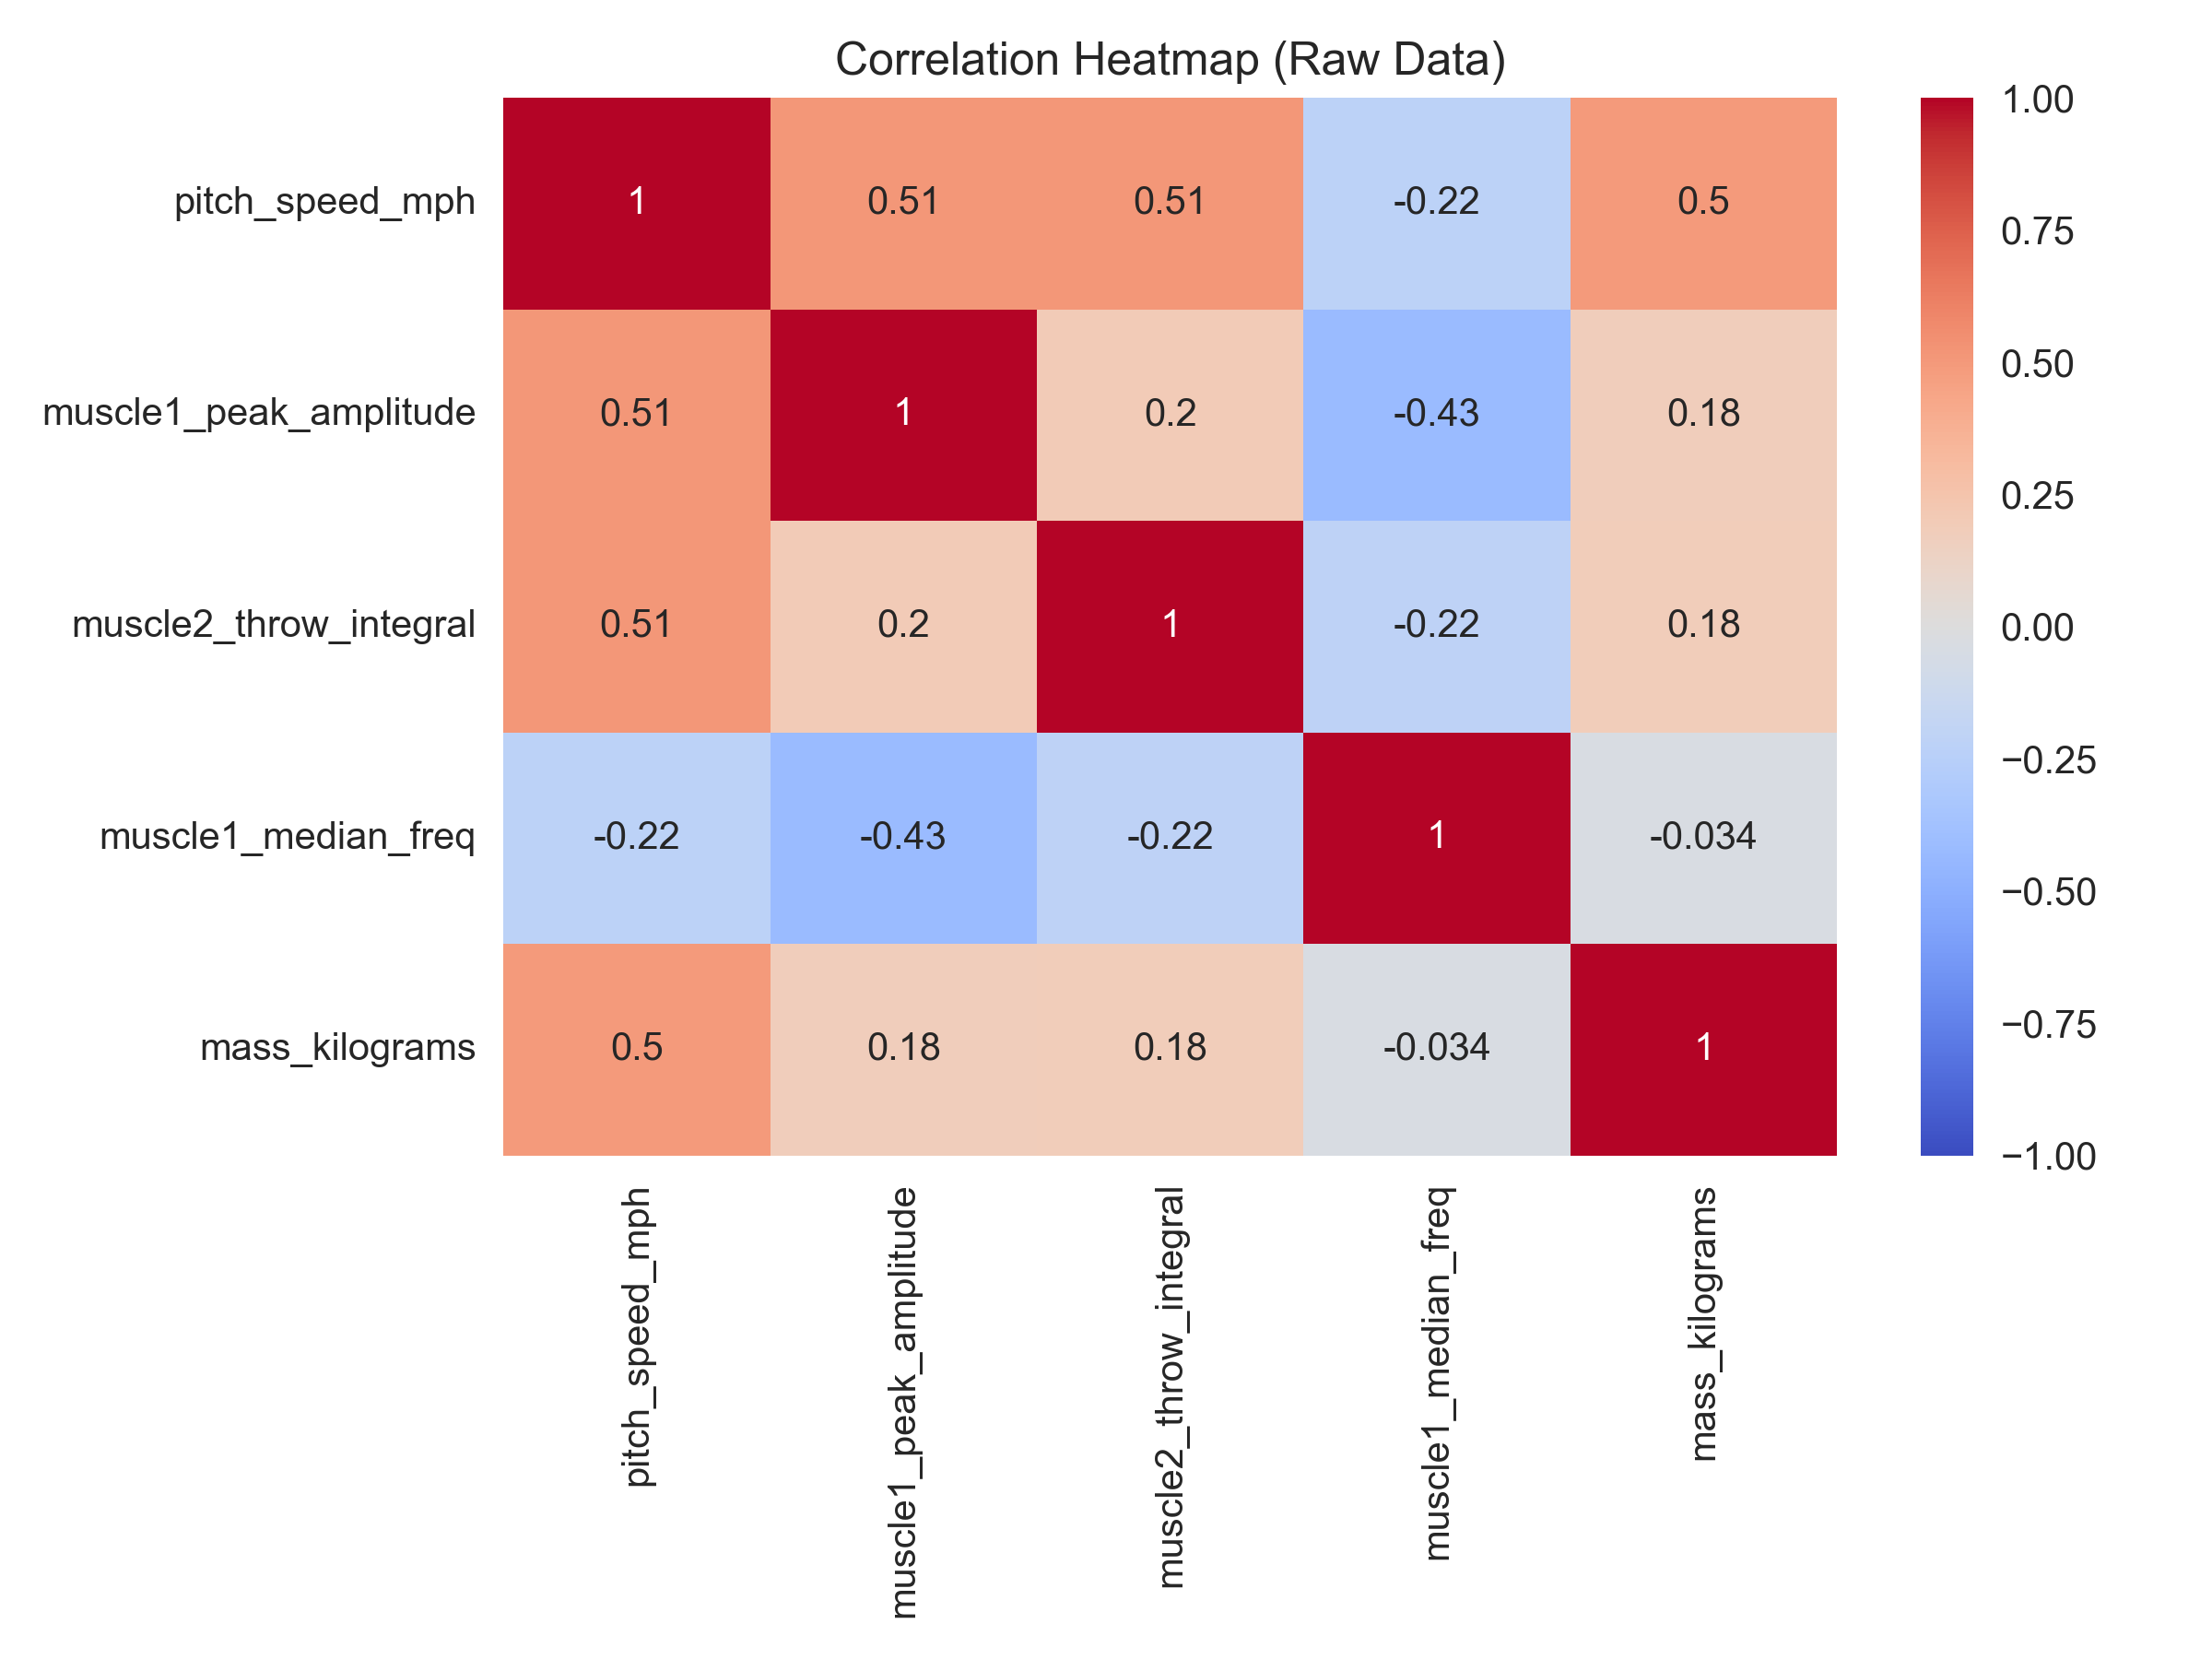 Correlation Heatmap (Raw Data)
pitch_speed_mph 1 0.51 0.51 -0.22 0.5
muscle1_peak_amplitude 0.51 1 0.2 -0.43 0.18
muscle2_throw_integral 0.51 0.2 1 -0.22 0.18
muscle1_median_freq -0.22 -0.43 -0.22 1 -0.034
mass_kilograms 0.5 0.18 0.18 -0.034 1
pitch_speed_mph
muscle1_peak_amplitude
muscle2_throw_integral
muscle1_median_freq
mass_kilograms
1.00
0.75
0.50
0.25
0.00
−0.25
−0.50
−0.75
−1.00